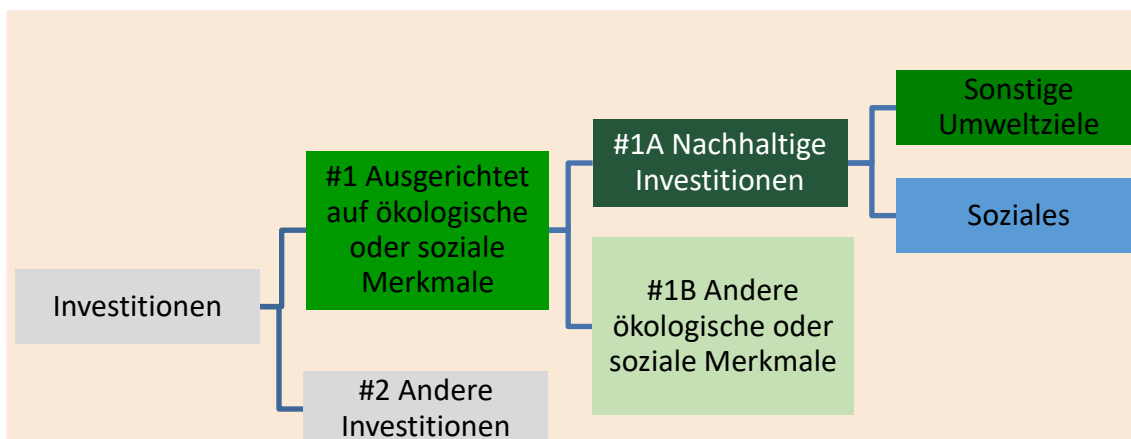 Investitionen
#1 Ausgerichtet
auf ökologische
oder soziale
Merkmale
#2 Andere
Investitionen
#1A Nachhaltige
Investitionen
#1B Andere
ökologische oder
soziale Merkmale
Sonstige
Umweltziele
Soziales